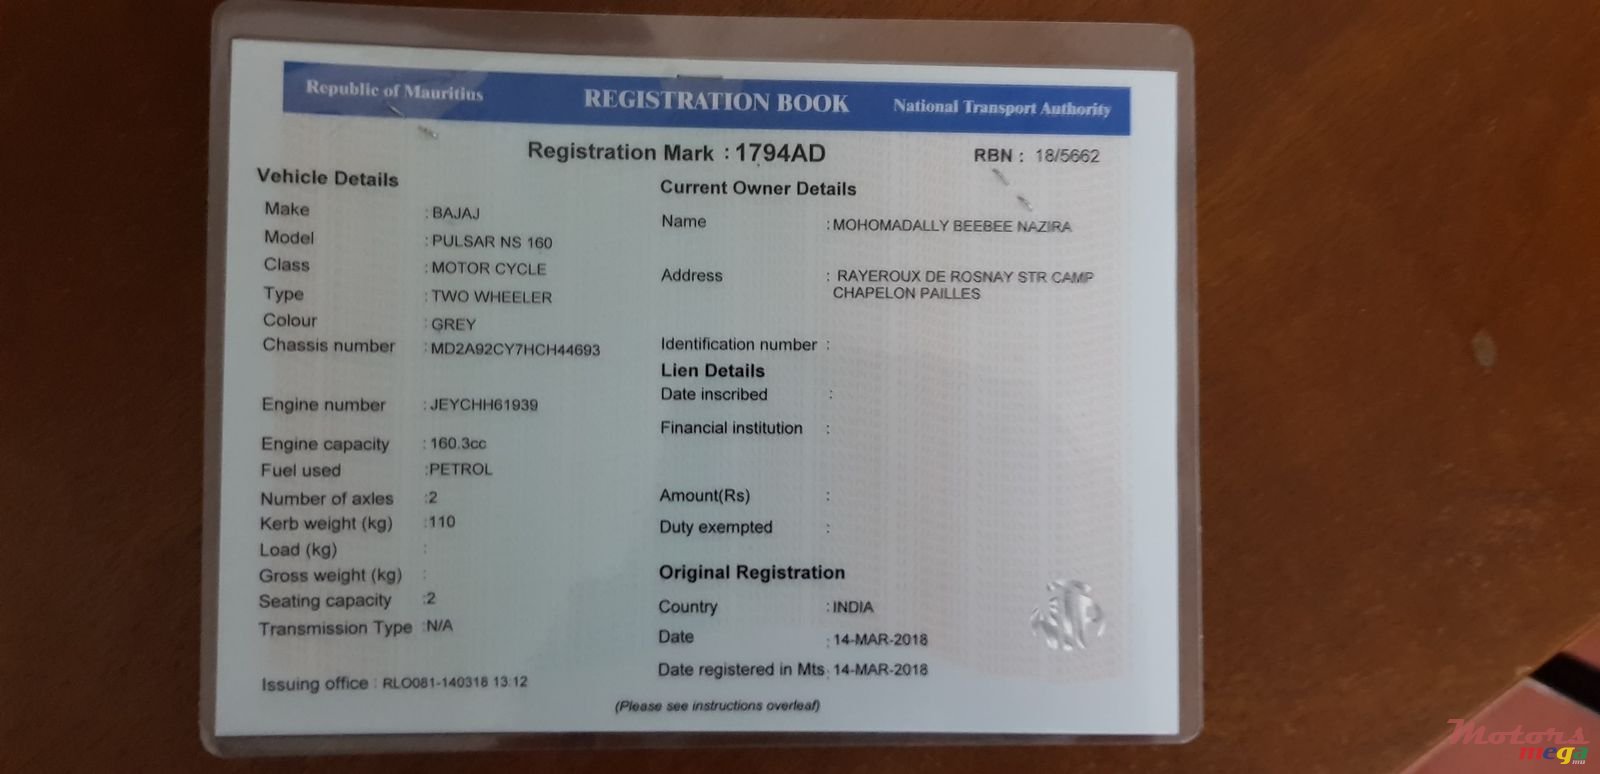 Republic of Mauritius REGISTRATION BOOK National Transport Authority
Registration Mark : 1794AD RBN : 18/5662
Vehicle Details
Make : BAJAJ
Model : PULSAR NS 160
Class : MOTOR CYCLE
Type : TWO WHEELER
Colour : GREY
Chassis number : MD2A92CY7HCH44693
Engine number : JEYCHH61939
Engine capacity : 160.3cc
Fuel used :PETROL
Number of axles :2
Kerb weight (kg) :110
Load (kg) :
Gross weight (kg) :
Seating capacity :2
Transmission Type :N/A
Issuing office : RLO081-140318 13:12
Current Owner Details
Name : MOHOMADALLY BEEBEE NAZIRA
Address : RAYEROUX DE ROSNAY STR CAMP
CHAPELON PAILLES
Identification number :
Lien Details
Date inscribed :
Financial institution :
Amount(Rs) :
Duty exempted :
Original Registration
Country : INDIA
Date : 14-MAR-2018
Date registered in Mts : 14-MAR-2018
(Please see instructions overleaf)
Motors
mega.mu